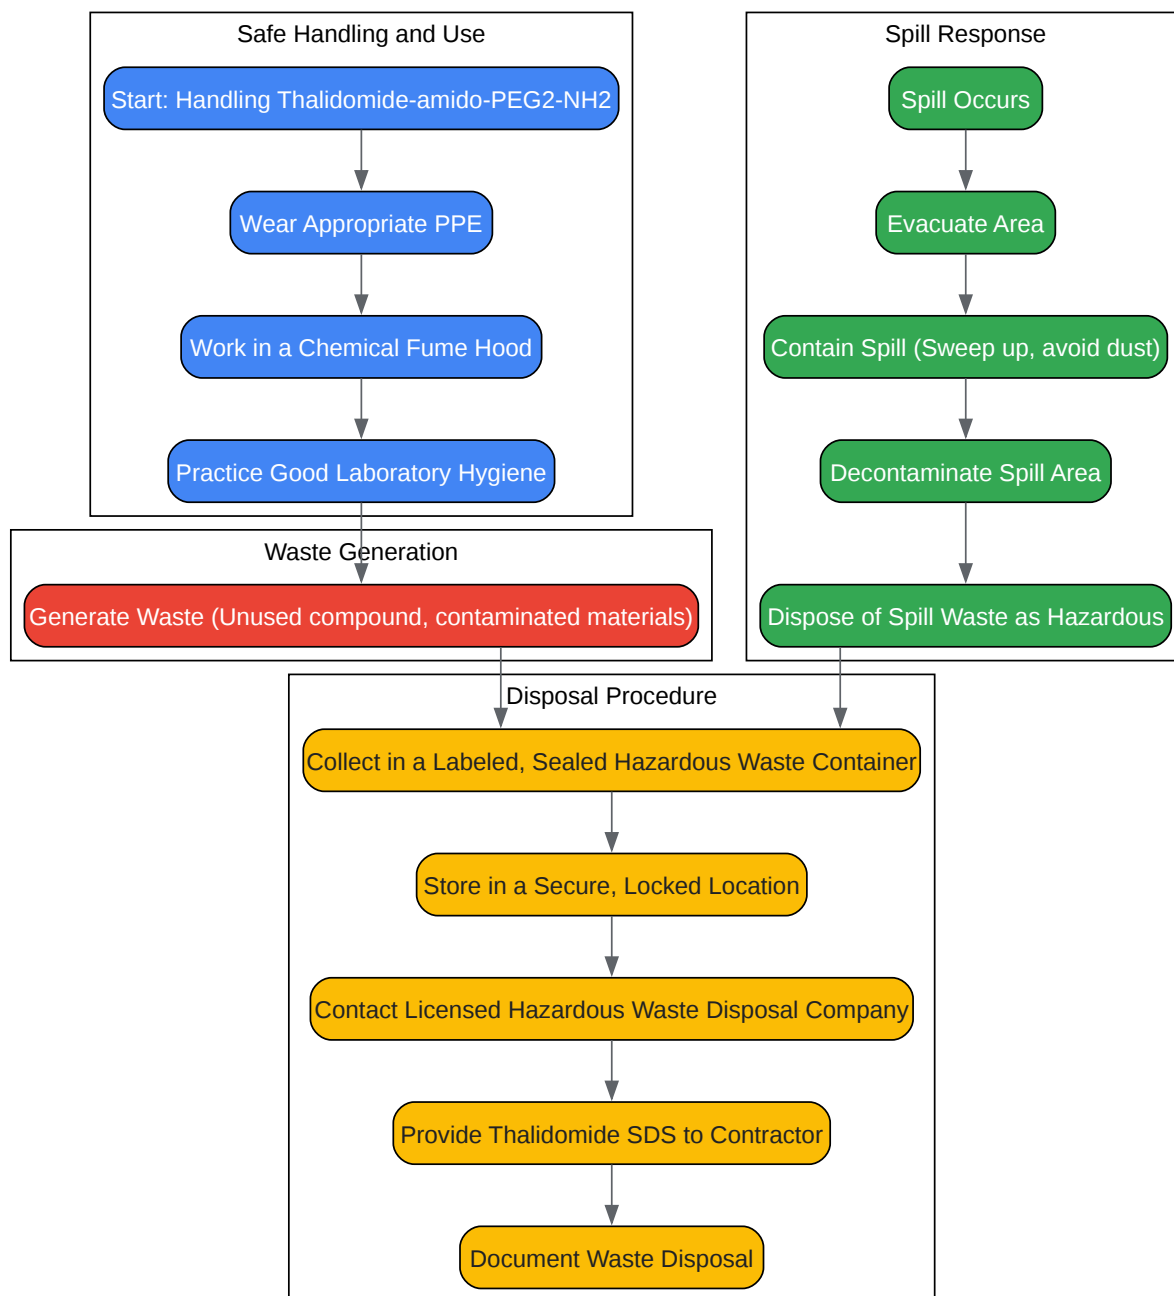 Safe Handling and Use
Start: Handling Thalidomide-amido-PEG2-NH2
Wear Appropriate PPE
Work in a Chemical Fume Hood
Practice Good Laboratory Hygiene
Waste Generation
Generate Waste (Unused compound, contaminated materials)
Spill Response
Spill Occurs
Evacuate Area
Contain Spill (Sweep up, avoid dust)
Decontaminate Spill Area
Dispose of Spill Waste as Hazardous
Disposal Procedure
Collect in a Labeled, Sealed Hazardous Waste Container
Store in a Secure, Locked Location
Contact Licensed Hazardous Waste Disposal Company
Provide Thalidomide SDS to Contractor
Document Waste Disposal